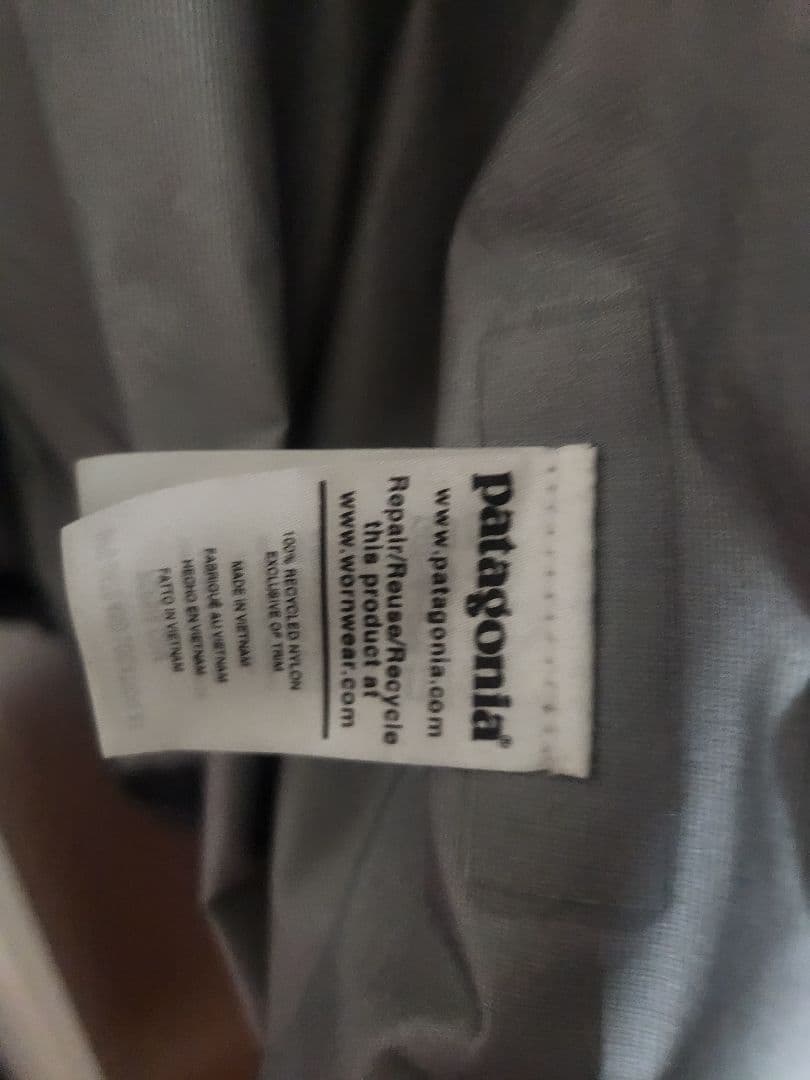 patagonia®
www.patagonia.com
Repair/Reuse/Recycle
this product at
www.wornwear.com
100% RECYCLED NYLON
EXCLUSIVE OF TRIM
MADE IN VIETNAM
FABRIQUÉ AU VIETNAM
HECHO EN VIETNAM
FATTO IN VIETNAM